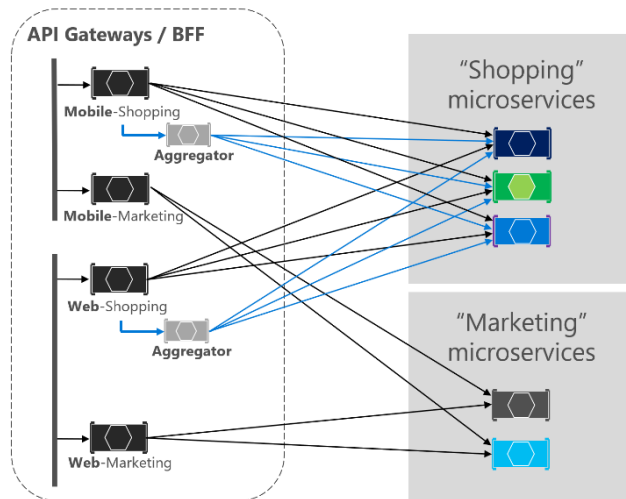 API Gateways / BFF
Mobile-Shopping
Aggregator
Mobile-Marketing
Web-Shopping
Aggregator
Web-Marketing
“Shopping”
microservices
“Marketing”
microservices